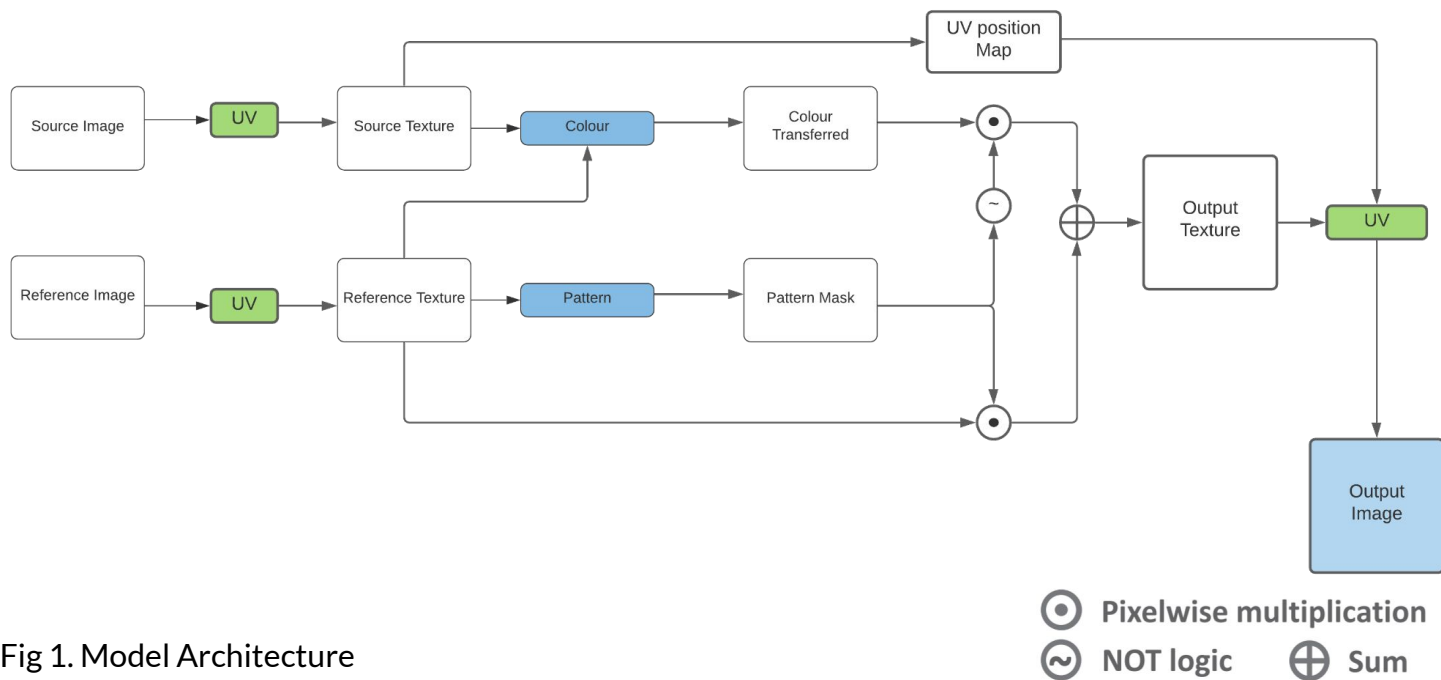 UV position
Map
Source Image
UV
Source Texture
Colour
Colour
Transferred
~
Output
Texture
UV
Reference Image
UV
Reference Texture
Pattern
Pattern Mask
Output
Image
Pixelwise multiplication
~ NOT logic
Sum
Fig 1. Model Architecture